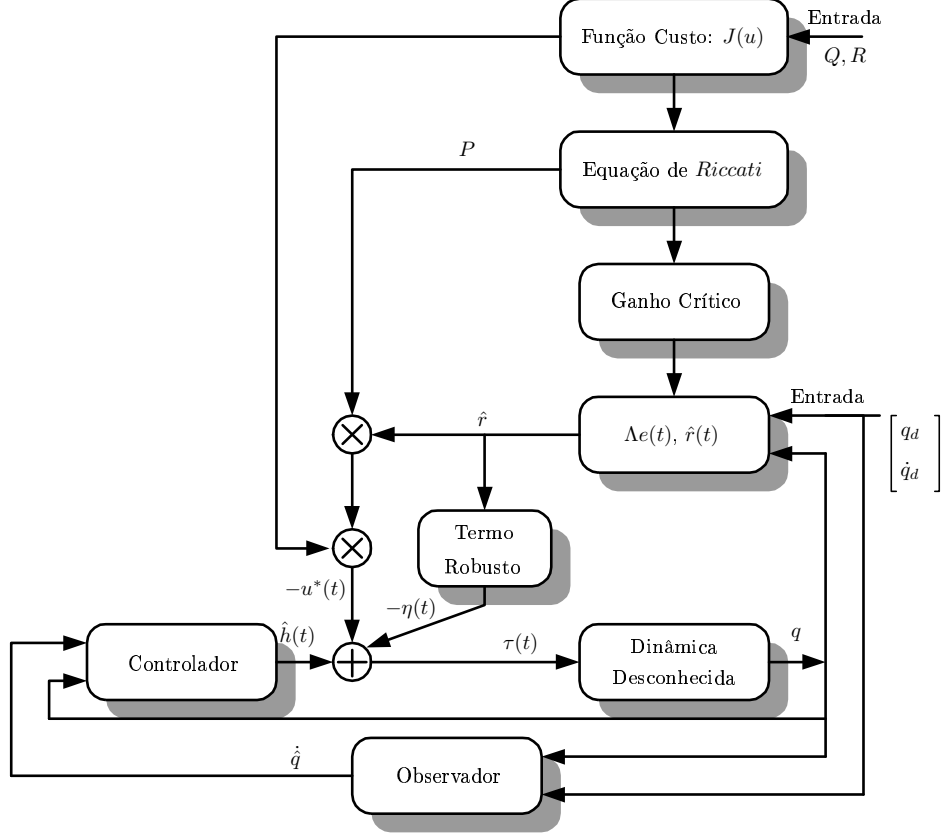 Entrada
Função Custo: J(u)
Q, R
P
Equação de Riccati
Ganho Crítico
Entrada
r̂
Λe(t), r̂(t)
q_d
q̇_d
Termo
Robusto
−u*(t)
−η(t)
ĥ(t)
τ(t)
q
Controlador
Dinâmica
Desconhecida
q̂̇
Observador